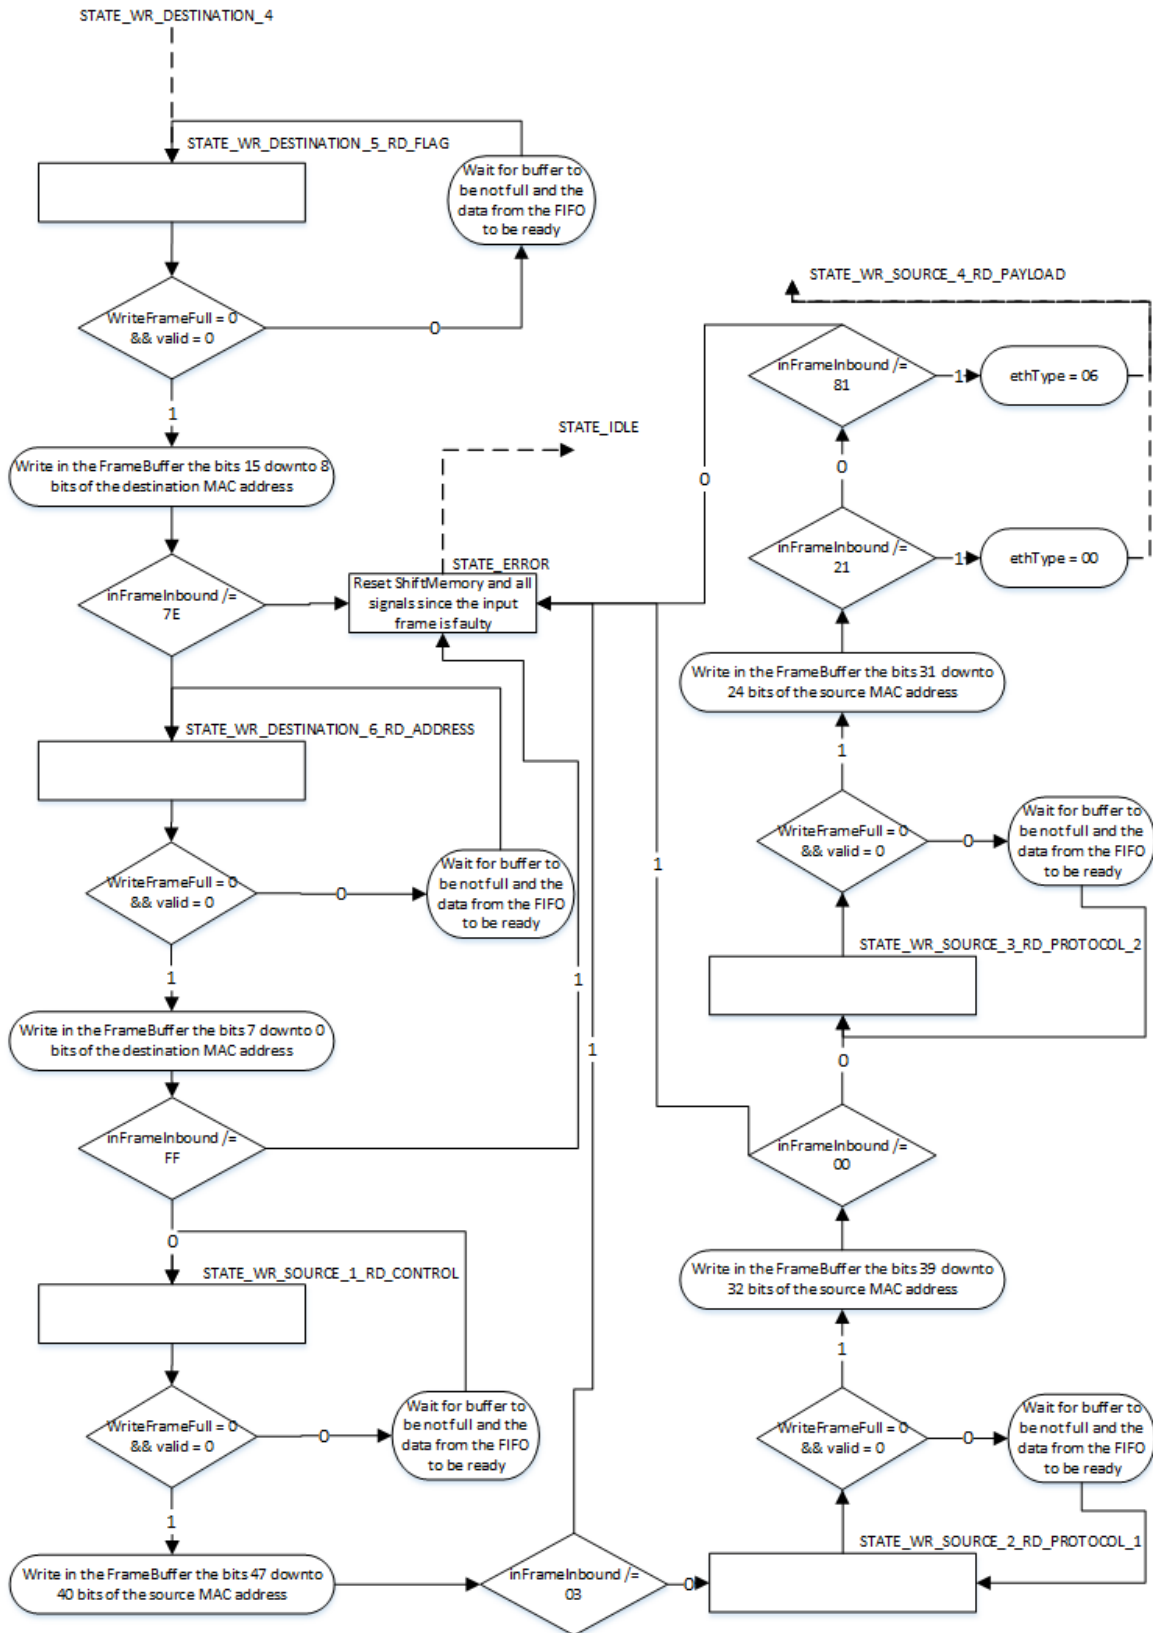 STATE_WR_DESTINATION_4
STATE_WR_DESTINATION_5_RD_FLAG
Wait for buffer to
be not full and the
data from the FIFO
to be ready
WriteFrameFull = 0
&& valid = 0
0
1
Write in the FrameBuffer the bits 15 downto 8
bits of the destination MAC address
inFrameInbound /=
7E
STATE_IDLE
STATE_ERROR
Reset ShiftMemory and all
signals since the input
frame is faulty
STATE_WR_DESTINATION_6_RD_ADDRESS
WriteFrameFull = 0
&& valid = 0
0
Wait for buffer to
be not full and the
data from the FIFO
to be ready
1
Write in the FrameBuffer the bits 7 downto 0
bits of the destination MAC address
inFrameInbound /=
FF
1
0
STATE_WR_SOURCE_1_RD_CONTROL
WriteFrameFull = 0
&& valid = 0
0
Wait for buffer to
be not full and the
data from the FIFO
to be ready
1
Write in the FrameBuffer the bits 47 downto
40 bits of the source MAC address
inFrameInbound /=
03
1
0
STATE_WR_SOURCE_2_RD_PROTOCOL_1
WriteFrameFull = 0
&& valid = 0
0
Wait for buffer to
be not full and the
data from the FIFO
to be ready
1
Write in the FrameBuffer the bits 39 downto
32 bits of the source MAC address
inFrameInbound /=
00
1
0
STATE_WR_SOURCE_3_RD_PROTOCOL_2
WriteFrameFull = 0
&& valid = 0
0
Wait for buffer to
be not full and the
data from the FIFO
to be ready
1
Write in the FrameBuffer the bits 31 downto
24 bits of the source MAC address
inFrameInbound /=
21
1
ethType = 00
0
inFrameInbound /=
81
1
ethType = 06
0
STATE_WR_SOURCE_4_RD_PAYLOAD